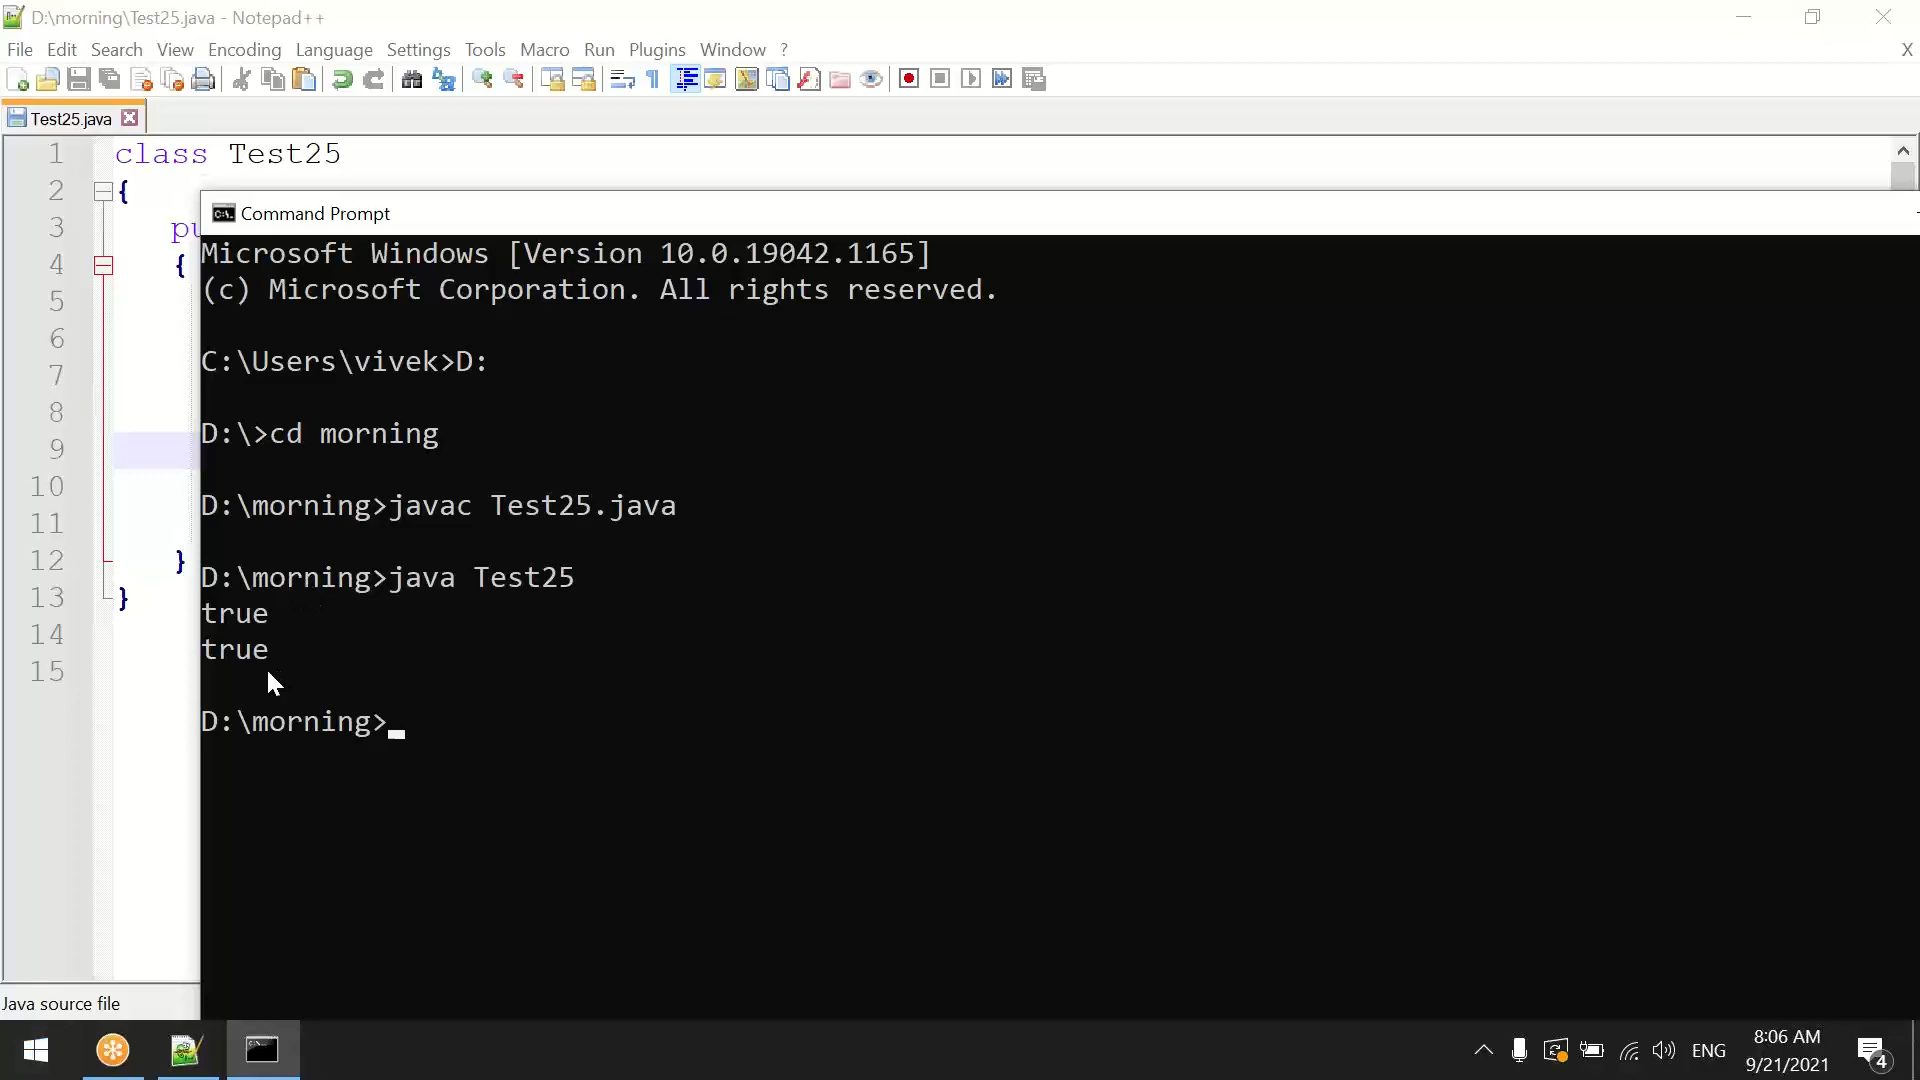 D:\morning\Test25.java - Notepad++
File Edit Search View Encoding Language Settings Tools Macro Run Plugins Window ? X
Test25.java
1 class Test25
2 {
3 pu
4 {
5
6
7
8
9
10
11
12 }
13 }
14
15
Command Prompt
Microsoft Windows [Version 10.0.19042.1165]
(c) Microsoft Corporation. All rights reserved.
C:\Users\vivek>D:
D:\>cd morning
D:\morning>javac Test25.java
D:\morning>java Test25
true
true
D:\morning>
Java source file
ENG
8:06 AM
9/21/2021
4